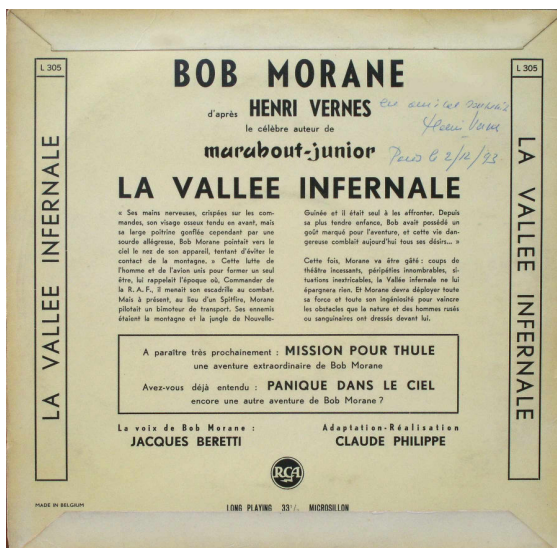 L 305
LA VALLEE INFERNALE
BOB MORANE
d'après HENRI VERNES
le célèbre auteur de
marabout-junior
en amical souvenir
Henri Vernes
Paris le 2/12/93
LA VALLEE INFERNALE
« Ses mains nerveuses, crispées sur les com-
mandes, son visage osseux tendu en avant, mais
sa large poitrine gonflée cependant par une
sourde allégresse, Bob Morane pointait vers le
ciel le nez de son appareil, tentant d'éviter le
contact de la montagne. » Cette lutte de
l'homme et de l'avion unis pour former un seul
être, lui rappelait l'époque où, Commander de
la R. A. F., il menait son escadrille au combat.
Mais à présent, au lieu d'un Spitfire, Morane
pilotait un bimoteur de transport. Ses ennemis
étaient la montagne et la jungle de Nouvelle-
Guinée et il était seul à les affronter. Depuis
sa plus tendre enfance, Bob avait possédé un
goût marqué pour l'aventure, et cette vie dan-
gereuse comblait aujourd'hui tous ses désirs... »
Cette fois, Morane va être gâté : coups de
théâtre incessants, péripéties innombrables, si-
tuations inextricables, la Vallée infernale ne lui
épargnera rien. Et Morane devra déployer toute
sa force et toute son ingéniosité pour vaincre
les obstacles que la nature et des hommes rusés
ou sanguinaires ont dressés devant lui.
A paraître très prochainement : MISSION POUR THULE
une aventure extraordinaire de Bob Morane
Avez-vous déjà entendu : PANIQUE DANS LE CIEL
encore une autre aventure de Bob Morane ?
La voix de Bob Morane :
JACQUES BERETTI
Adaptation-Réalisation
CLAUDE PHILIPPE
RCA
MADE IN BELGIUM
LONG PLAYING 33 1/3 MICROSILLON
L 305
LA VALLEE INFERNALE